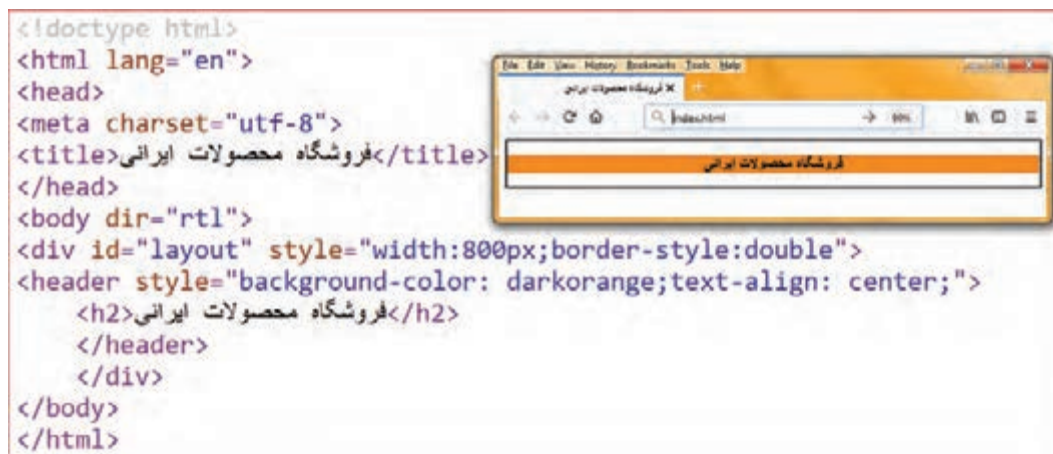 <!doctype html>
<html lang="en">
<head>
<meta charset="utf-8">
<title>فروشگاه محصولات ایرانی</title>
</head>
<body dir="rtl">
<div id="layout" style="width:800px;border-style:double">
<header style="background-color: darkorange;text-align: center;">
<h2>فروشگاه محصولات ایرانی</h2>
</header>
</div>
</body>
</html>
File Edit View History Bookmarks Tools Help
فروشگاه محصولات ایرانی
index.html
فروشگاه محصولات ایرانی